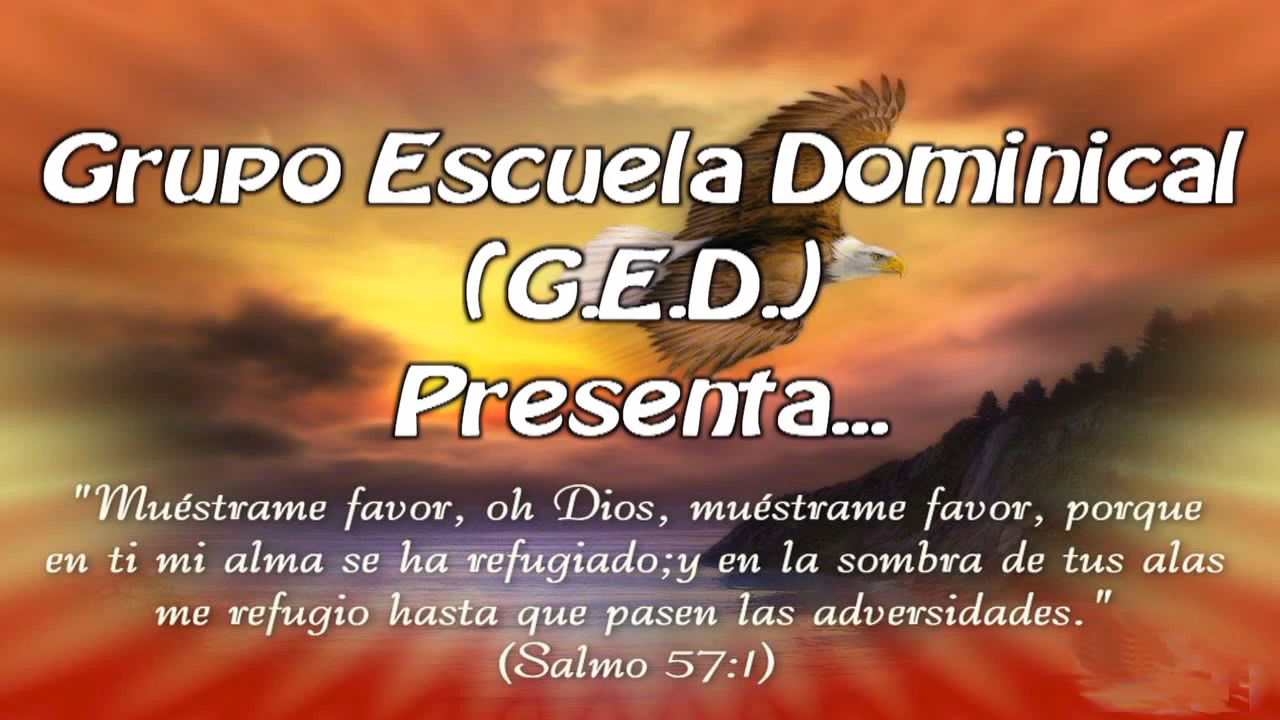 Grupo Escuela Dominical
(G.E.D.)
Presenta...
"Muéstrame favor, oh Dios, muéstrame favor, porque
en ti mi alma se ha refugiado;y en la sombra de tus alas
me refugio hasta que pasen las adversidades."
(Salmo 57:1)